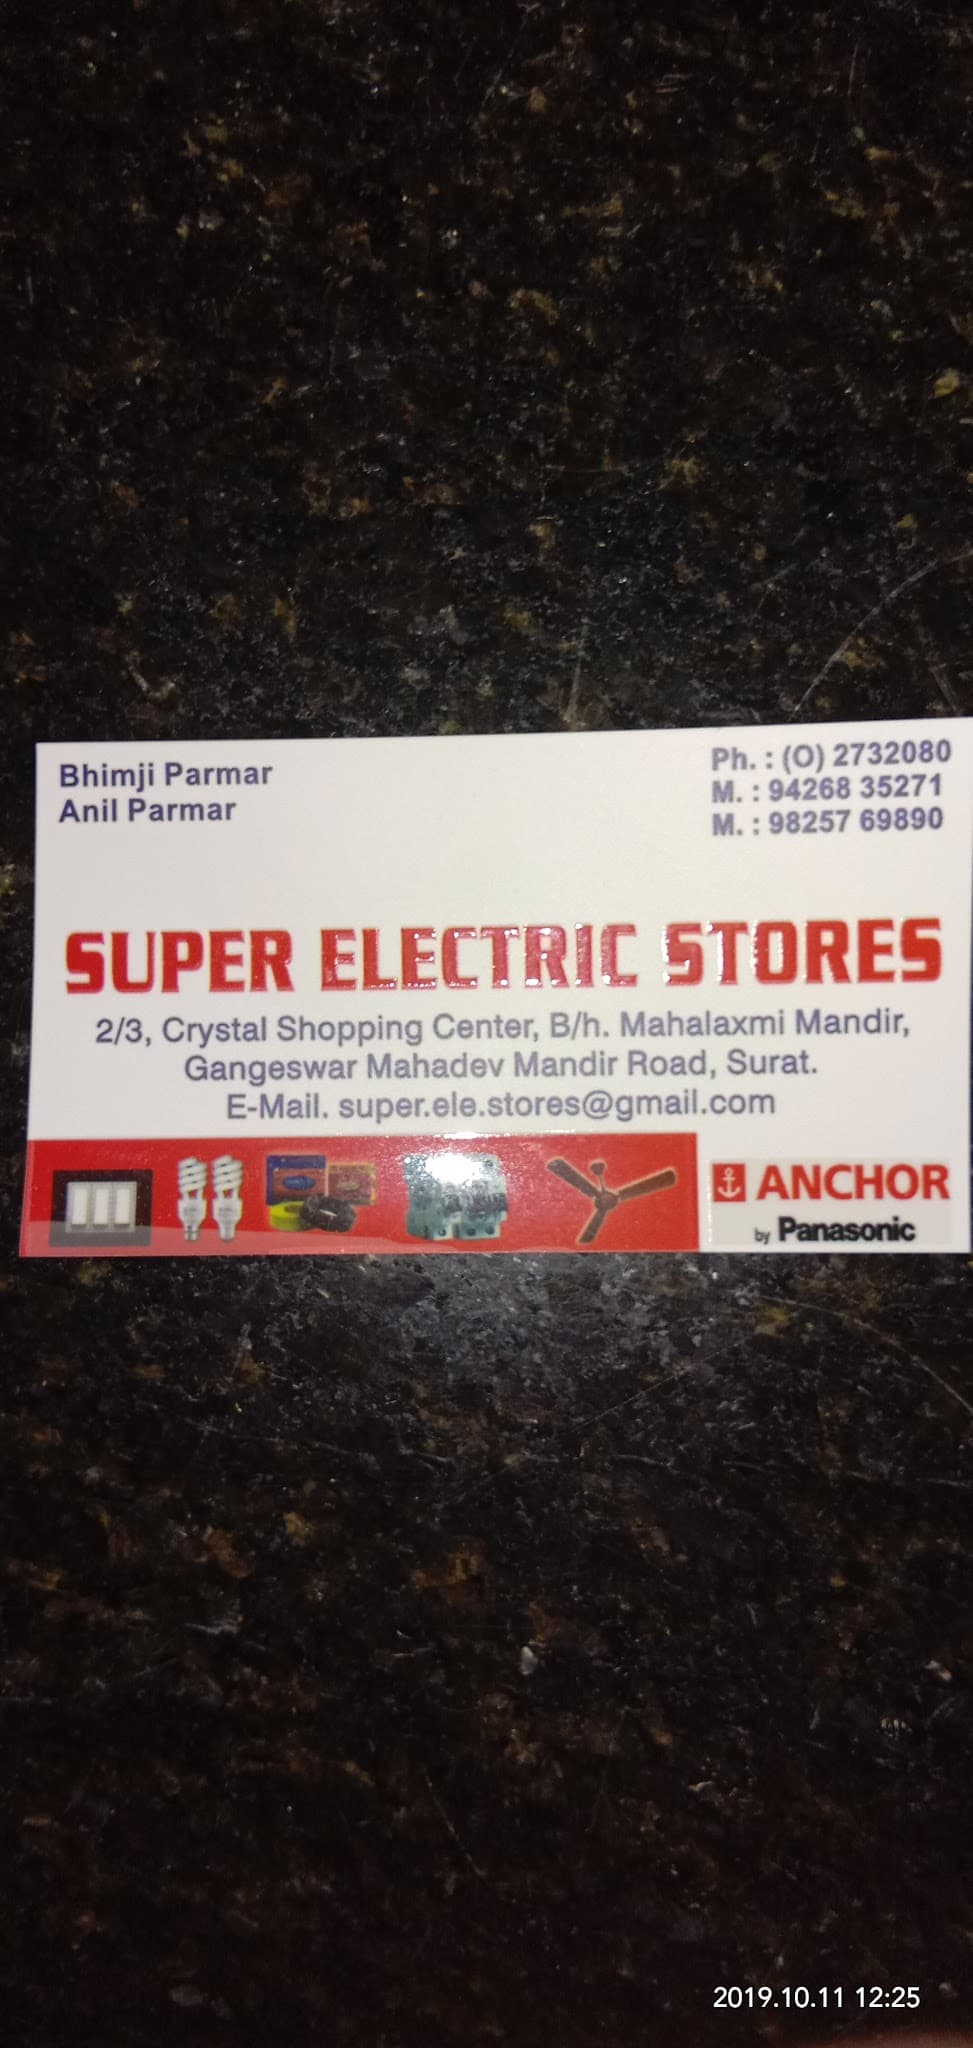 Bhimji Parmar
Anil Parmar
Ph. : (O) 2732080
M. : 94268 35271
M. : 98257 69890
SUPER ELECTRIC STORES
2/3, Crystal Shopping Center, B/h. Mahalaxmi Mandir,
Gangeswar Mahadev Mandir Road, Surat.
E-Mail. super.ele.stores@gmail.com
ANCHOR
by Panasonic
2019.10.11 12:25